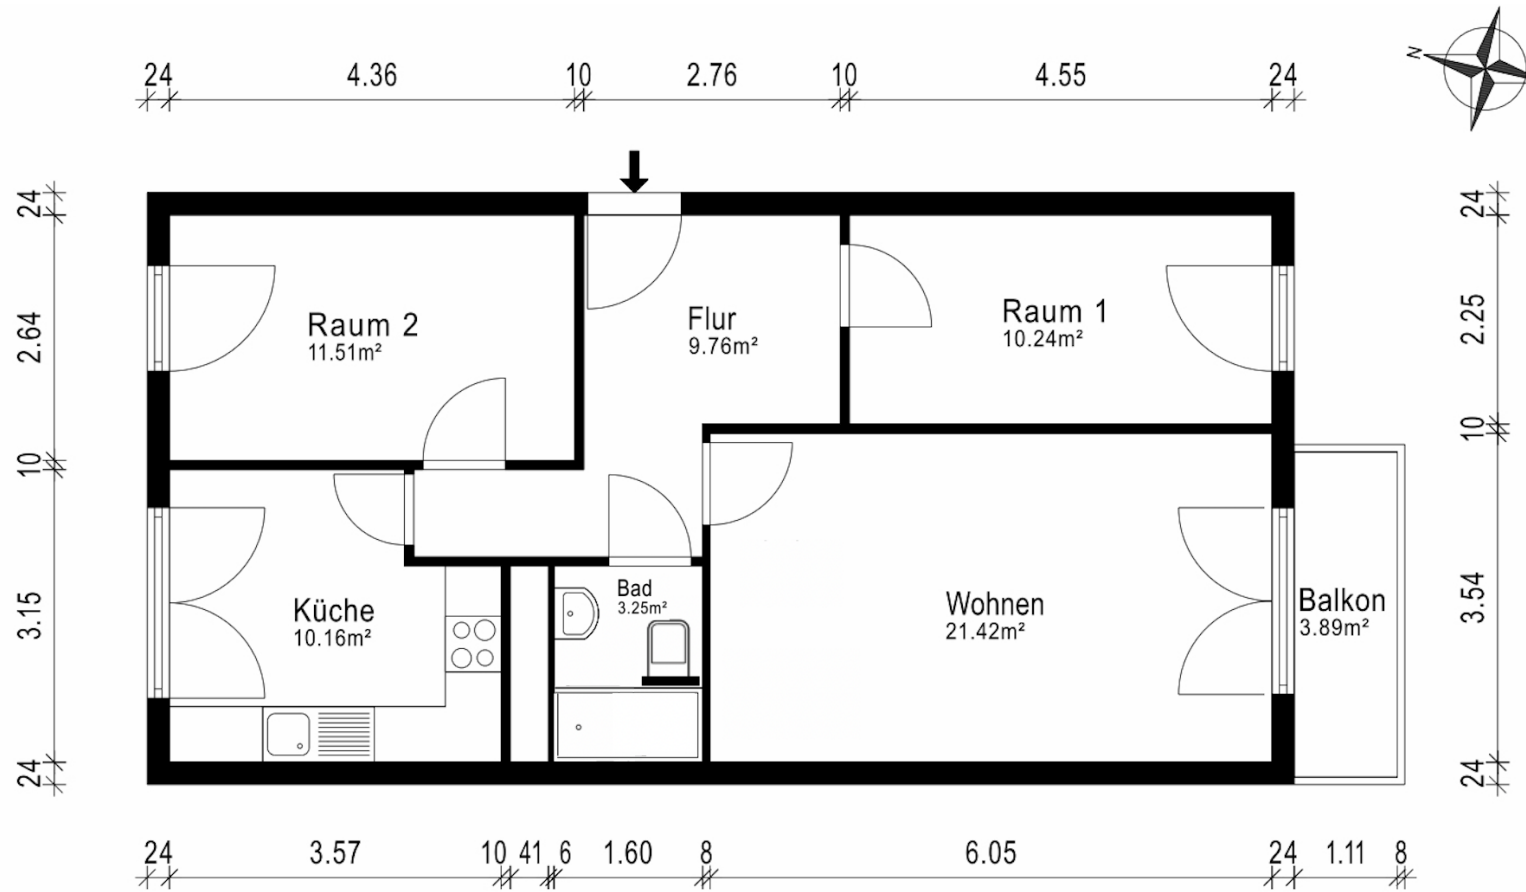 24 4.36 10 2.76 10 4.55 24
N
24
2.64
10
3.15
24
24
2.25
10
3.54
24
Raum 2
11.51m²
Flur
9.76m²
Raum 1
10.24m²
Küche
10.16m²
Bad
3.25m²
Wohnen
21.42m²
Balkon
3.89m²
24 3.57 10 41 6 1.60 8 6.05 24 1.11 8